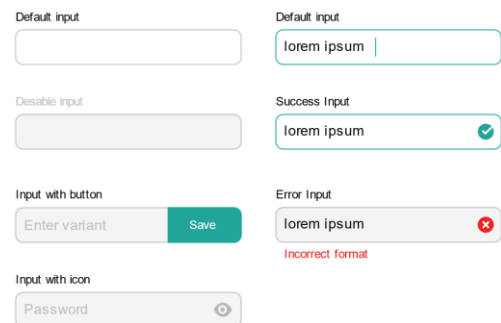 Default input
Default input
lorem ipsum
Desable input
Success Input
lorem ipsum
Input with button
Enter variant
Save
Error Input
lorem ipsum
Incorrect format
Input with icon
Password